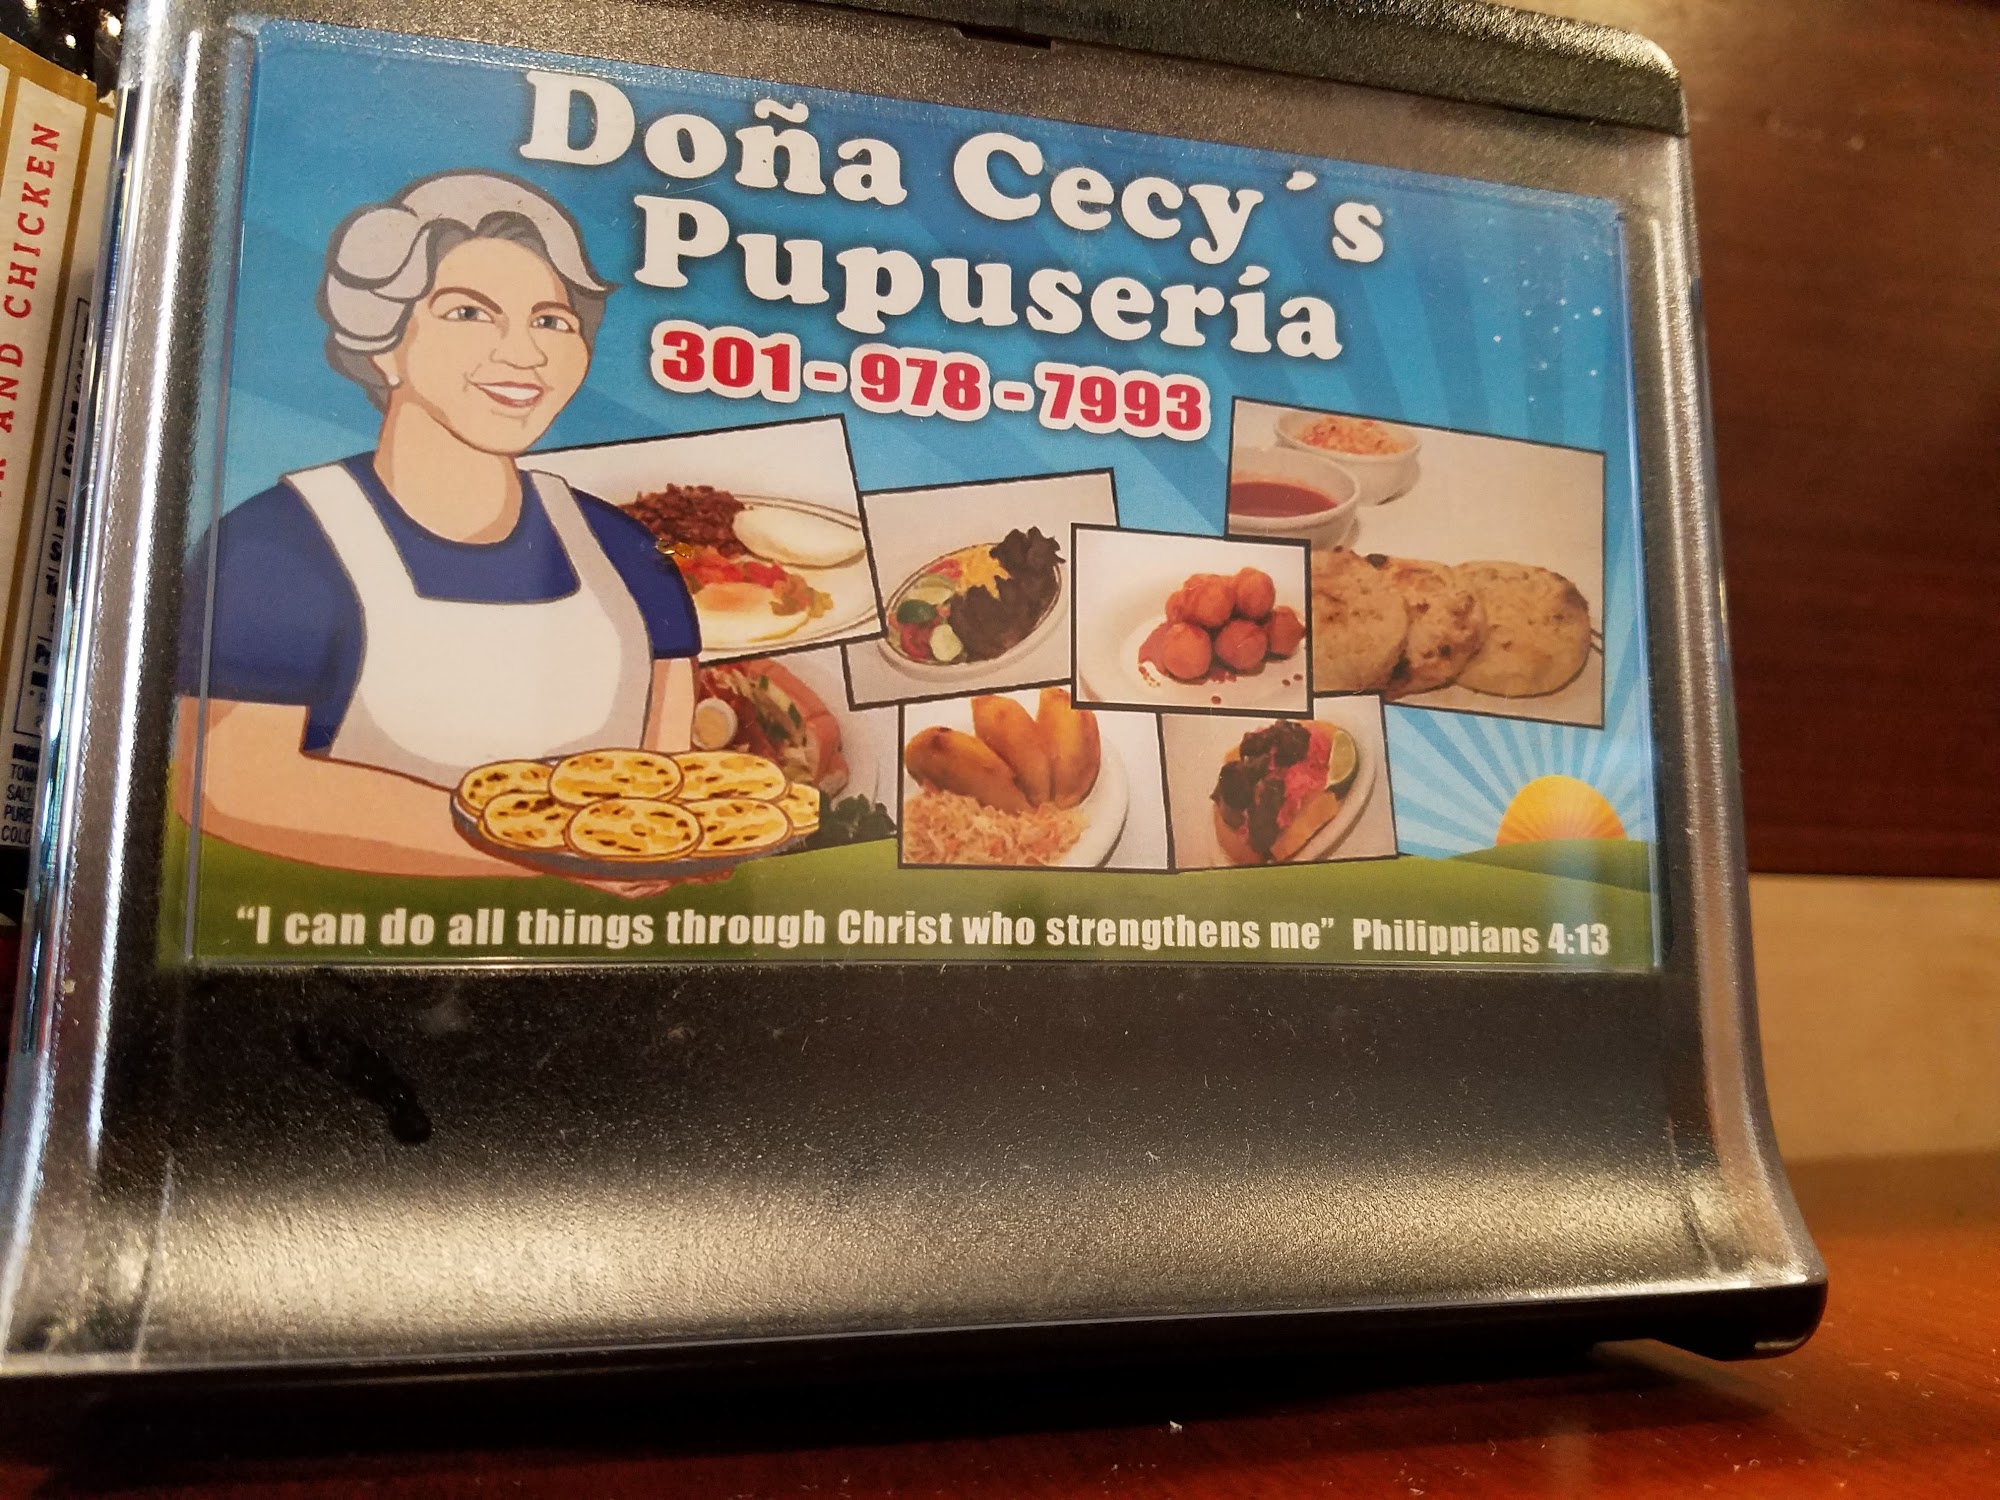 Doña Cecy´s
Pupusería
301-978-7993
"I can do all things through Christ who strengthens me" Philippians 4:13
AND CHICKEN
SALT